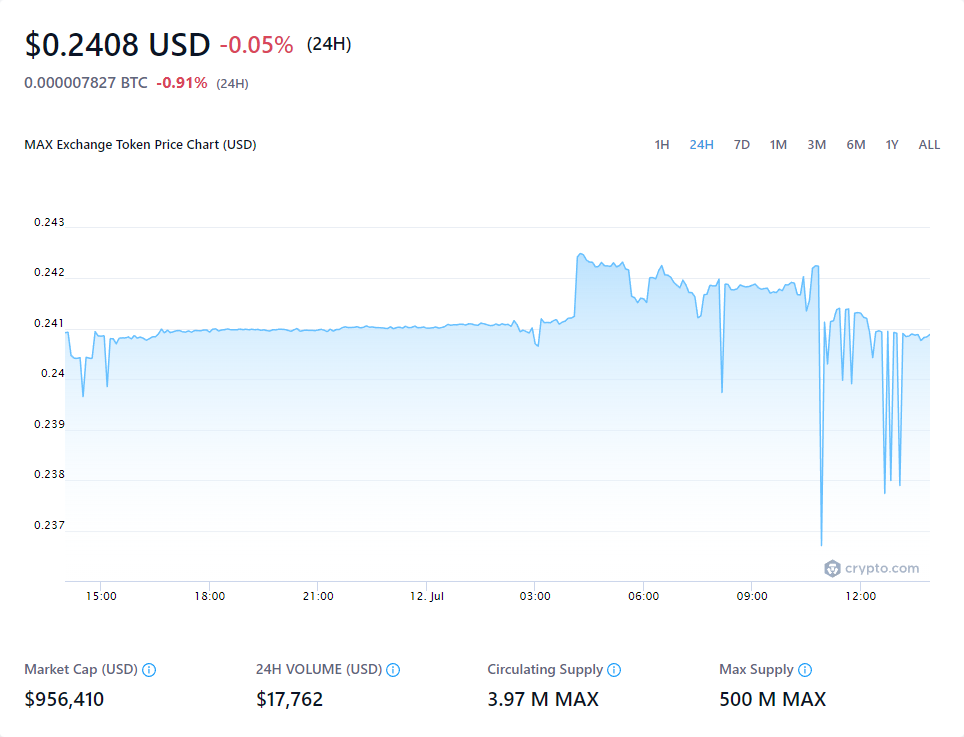 $0.2408 USD -0.05% (24H)
0.000007827 BTC -0.91% (24H)
MAX Exchange Token Price Chart (USD) 1H 24H 7D 1M 3M 6M 1Y ALL
0.243
0.242
0.241
0.24
0.239
0.238
0.237
crypto.com
15:00 18:00 21:00 12. Jul 03:00 06:00 09:00 12:00
Market Cap (USD) 24H VOLUME (USD) Circulating Supply Max Supply
$956,410 $17,762 3.97 M MAX 500 M MAX